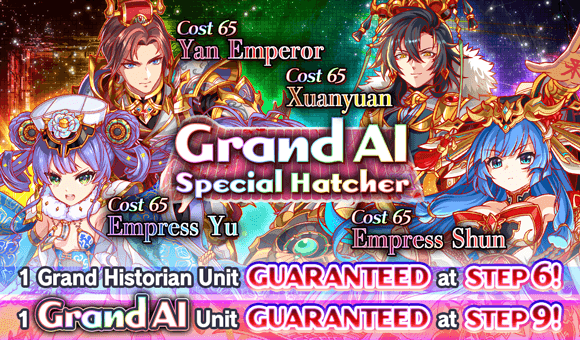 Cost 65
Yan Emperor
Cost 65
Xuanyuan
Grand AI
Special Hatcher
Cost 65
Empress Yu
Cost 65
Empress Shun
1 Grand Historian Unit GUARANTEED at STEP 6!
1 Grand AI Unit GUARANTEED at STEP 9!